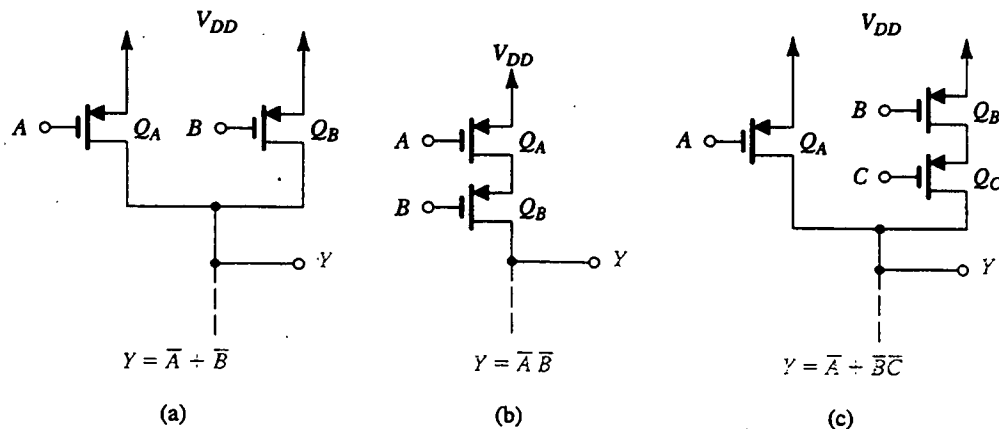 V_DD
A
Q_A
B
Q_B
Y
Y = A̅ + B̅
(a)
V_DD
A
Q_A
B
Q_B
Y
Y = A̅ B̅
(b)
V_DD
A
Q_A
B
Q_B
C
Q_C
Y
Y = A̅ + B̅C̅
(c)